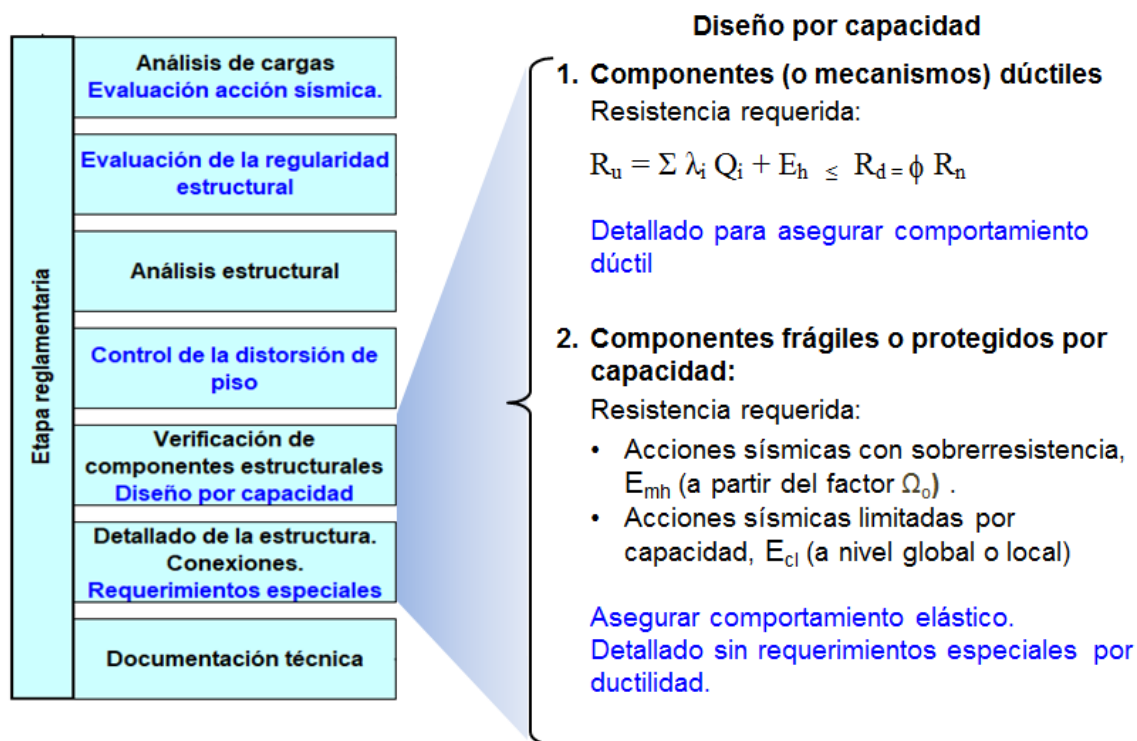 Etapa reglamentaria
Análisis de cargas
Evaluación acción sísmica.
Evaluación de la regularidad
estructural
Análisis estructural
Control de la distorsión de
piso
Verificación de
componentes estructurales
Diseño por capacidad
Detallado de la estructura.
Conexiones.
Requerimientos especiales
Documentación técnica
Diseño por capacidad
1. Componentes (o mecanismos) dúctiles
Resistencia requerida:
Ru = Σ λi Qi + Eh ≤ Rd = ϕ Rn
Detallado para asegurar comportamiento
dúctil
2. Componentes frágiles o protegidos por
capacidad:
Resistencia requerida:
• Acciones sísmicas con sobrerresistencia,
Emh (a partir del factor Ωo) .
• Acciones sísmicas limitadas por
capacidad, Ecl (a nivel global o local)
Asegurar comportamiento elástico.
Detallado sin requerimientos especiales por
ductilidad.